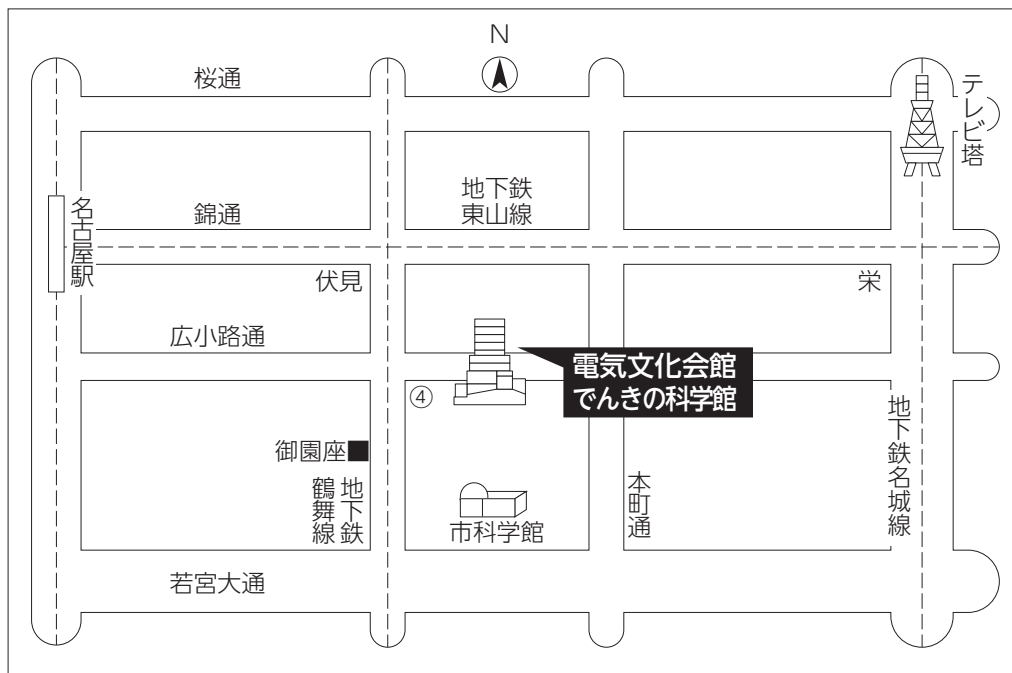 N
桜通
テレビ塔
名古屋駅
錦通
地下鉄
東山線
伏見
栄
広小路通
電気文化会館
でんきの科学館
④
御園座
地下鉄
鶴舞線
市科学館
本町通
地下鉄名城線
若宮大通